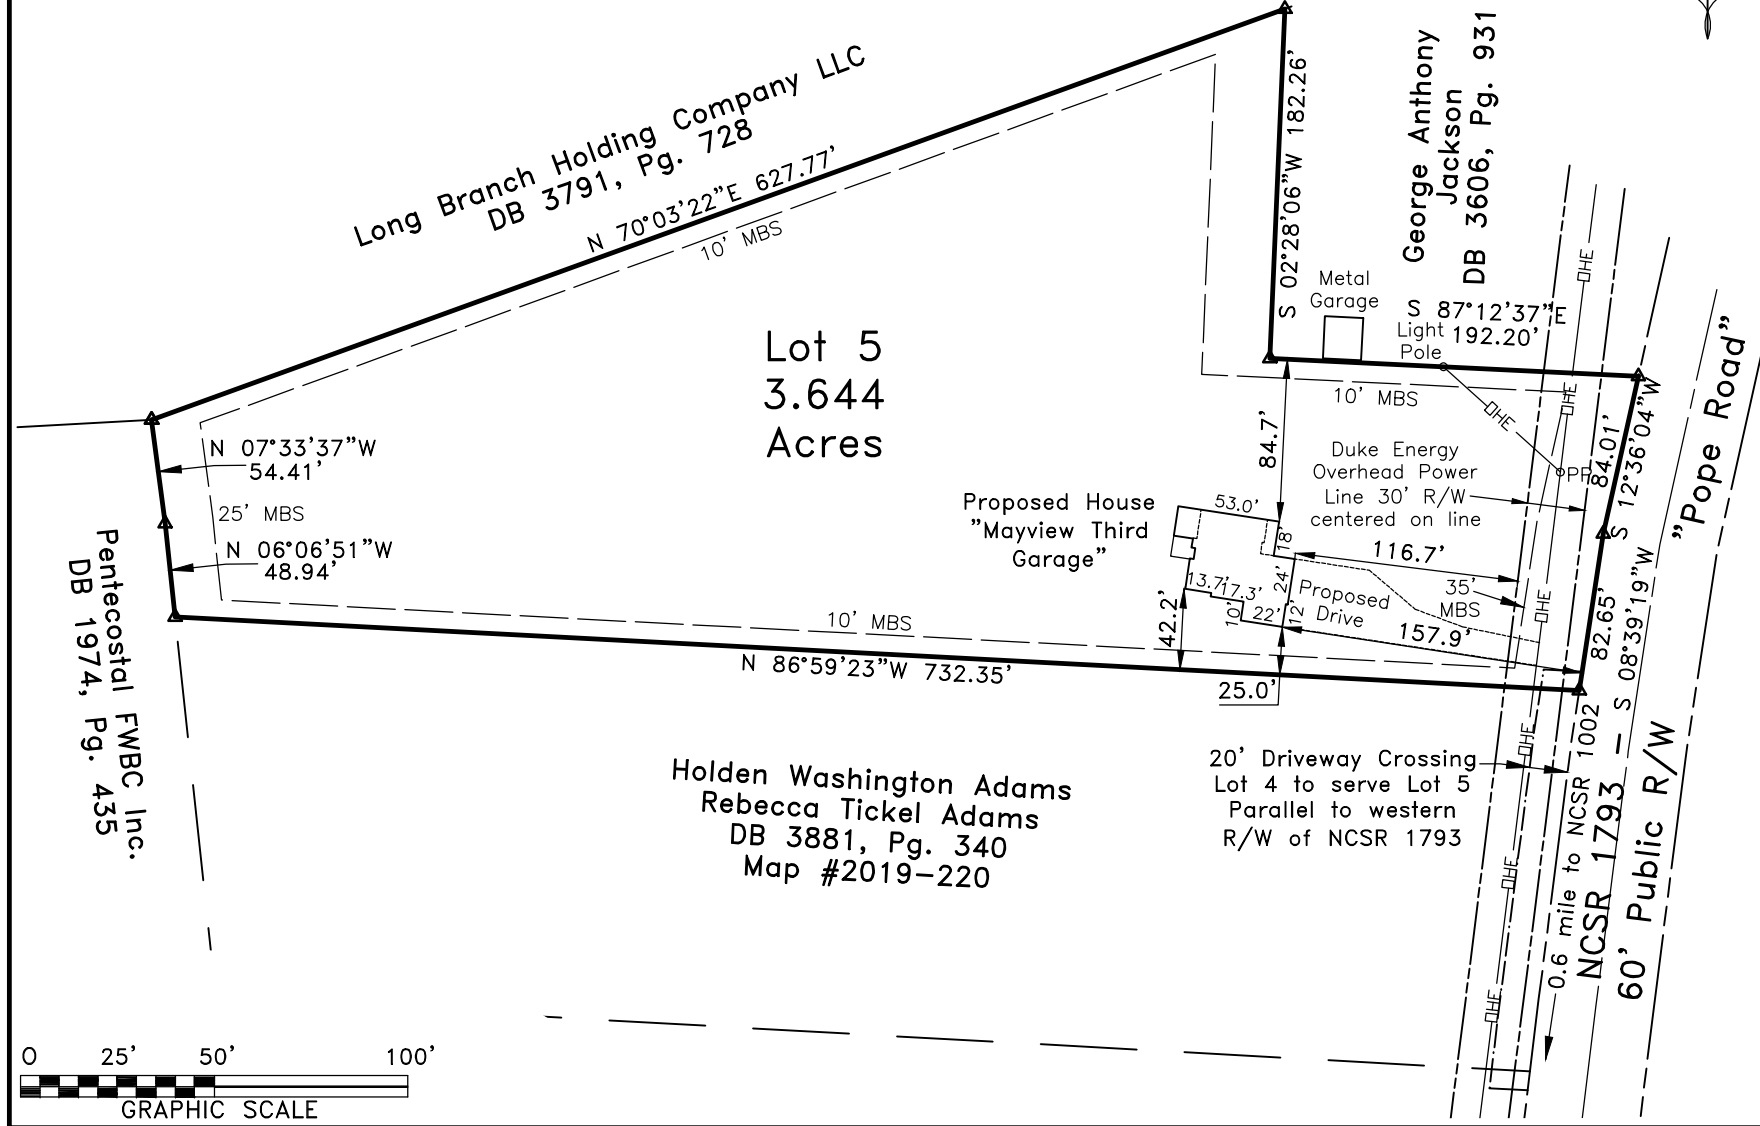 Long Branch Holding Company LLC
DB 3791, Pg. 728
N 70°03'22"E 627.77'
10' MBS
S 02°28'06"W 182.26'
George Anthony
Jackson
DB 3606, Pg. 931
Metal
Garage
S 87°12'37"E
192.20'
Light
Pole
10' MBS
OHE
OHE
OHE
Lot 5
3.644
Acres
N 07°33'37"W
54.41'
25' MBS
N 06°06'51"W
48.94'
Pentecostal FWBC Inc.
DB 1974, Pg. 435
84.7'
Duke Energy
Overhead Power
Line 30' R/W
centered on line
PP
84.01'
S 12°36'04"W
"Pope Road"
Proposed House
"Mayview Third
Garage"
53.0'
18'
116.7'
24'
13.7'
17.3'
10'
22'
12'
Proposed
Drive
35'
MBS
OHE
157.9'
42.2'
25.0'
82.65'
S 08°39'19"W
10' MBS
N 86°59'23"W 732.35'
Holden Washington Adams
Rebecca Tickel Adams
DB 3881, Pg. 340
Map #2019-220
20' Driveway Crossing
Lot 4 to serve Lot 5
Parallel to western
R/W of NCSR 1793
OHE
OHE
OHE
0.6 mile to NCSR 1002
NCSR 1793 -
60' Public R/W
0 25' 50' 100'
GRAPHIC SCALE